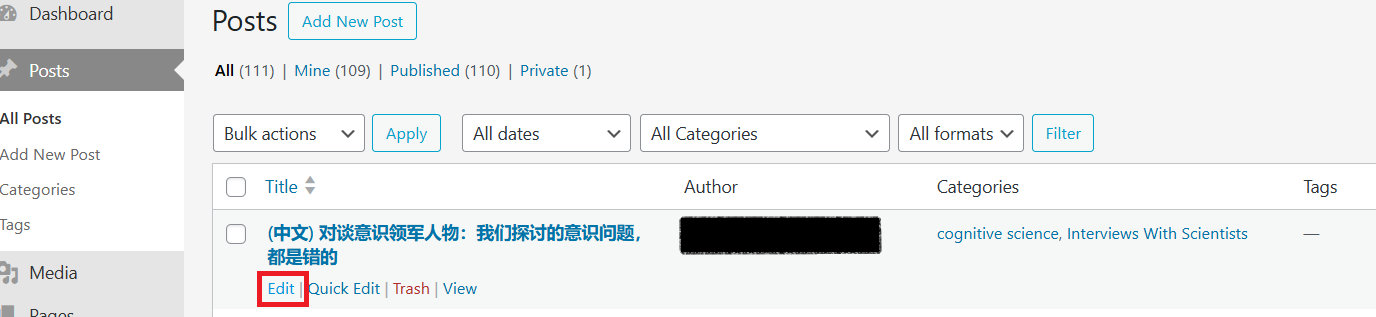 Dashboard
Posts
All Posts
Add New Post
Categories
Tags
Media
Pages
Posts Add New Post
All (111) | Mine (109) | Published (110) | Private (1)
Bulk actions Apply All dates All Categories All formats Filter
Title Author Categories Tags
(中文) 对谈意识领军人物：我们探讨的意识问题，
都是错的
cognitive science, Interviews With Scientists —
Edit | Quick Edit | Trash | View